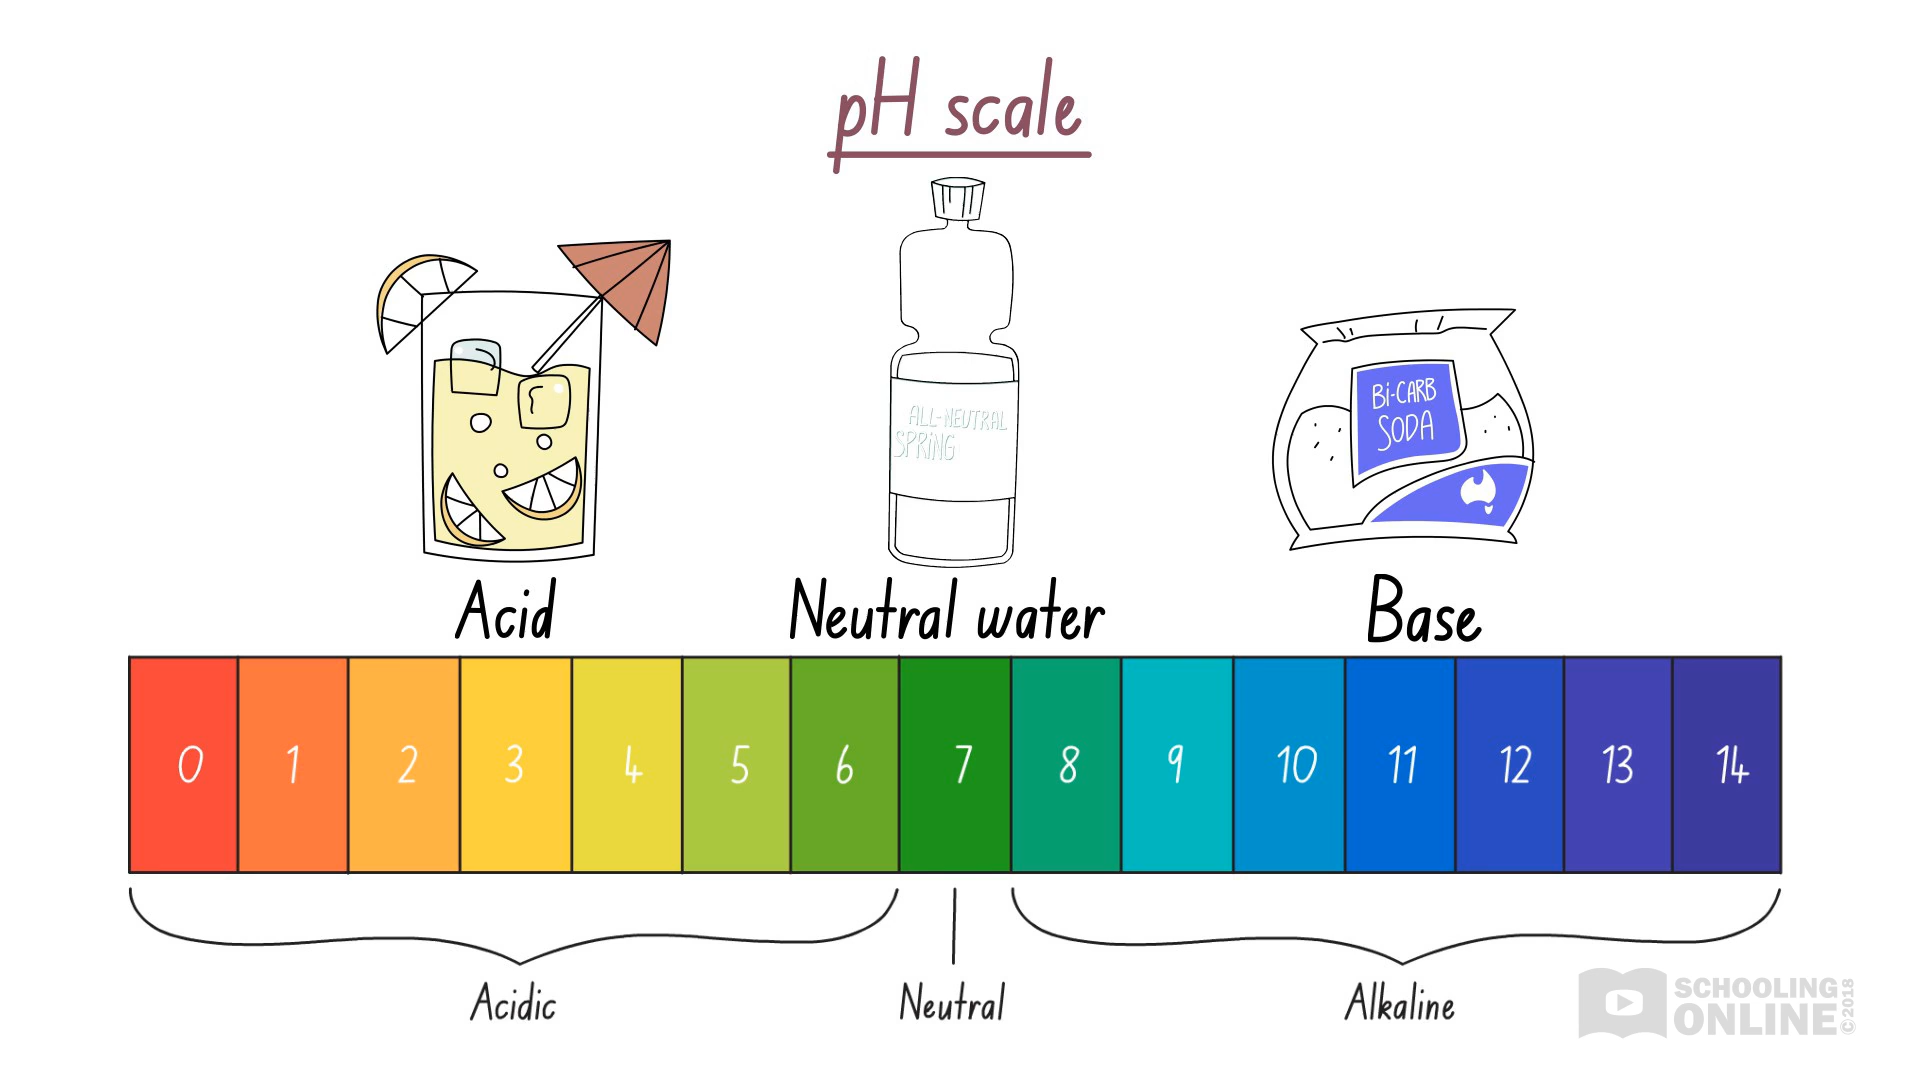 pH scale
ALL-NEUTRAL
SPRING
Bi-CARB
SODA
Acid
Neutral water
Base
0 1 2 3 4 5 6 7 8 9 10 11 12 13 14
Acidic
Neutral
Alkaline
SCHOOLING
ONLINE
©2018